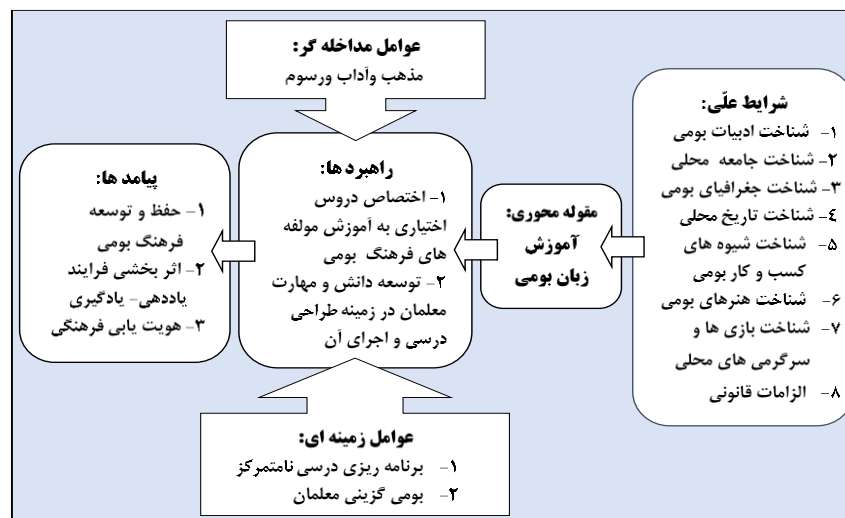 عوامل مداخله گر:
مذهب وآداب ورسوم
شرایط علّی:
۱- شناخت ادبیات بومی
۲- شناخت جامعه محلی
۳- شناخت جغرافیای بومی
٤- شناخت تاریخ محلی
۵- شناخت شیوه های
کسب و کار بومی
۶- شناخت هنرهای بومی
۷- شناخت بازی ها و
سرگرمی های محلی
۸- الزامات قانونی
مقوله محوری:
آموزش
زبان بومی
راهبرد ها:
۱- اختصاص دروس
اختیاری به آموزش مولفه
های فرهنگ بومی
۲- توسعه دانش و مهارت
معلمان در زمینه طراحی
درسی و اجرای آن
پیامد ها:
۱- حفظ و توسعه
فرهنگ بومی
۲- اثر بخشی فرایند
یاددهی- یادگیری
۳- هویت یابی فرهنگی
عوامل زمینه ای:
۱- برنامه ریزی درسی نامتمرکز
۲- بومی گزینی معلمان